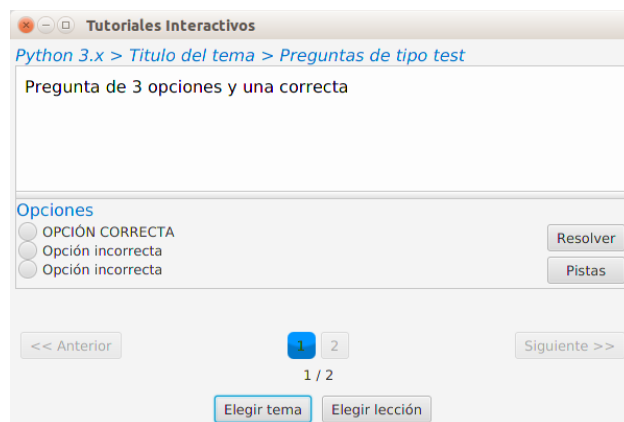 Tutoriales Interactivos
Python 3.x > Titulo del tema > Preguntas de tipo test
Pregunta de 3 opciones y una correcta
Opciones
OPCIÓN CORRECTA
Opción incorrecta
Opción incorrecta
Resolver
Pistas
<< Anterior
1
2
Siguiente >>
1 / 2
Elegir tema
Elegir lección